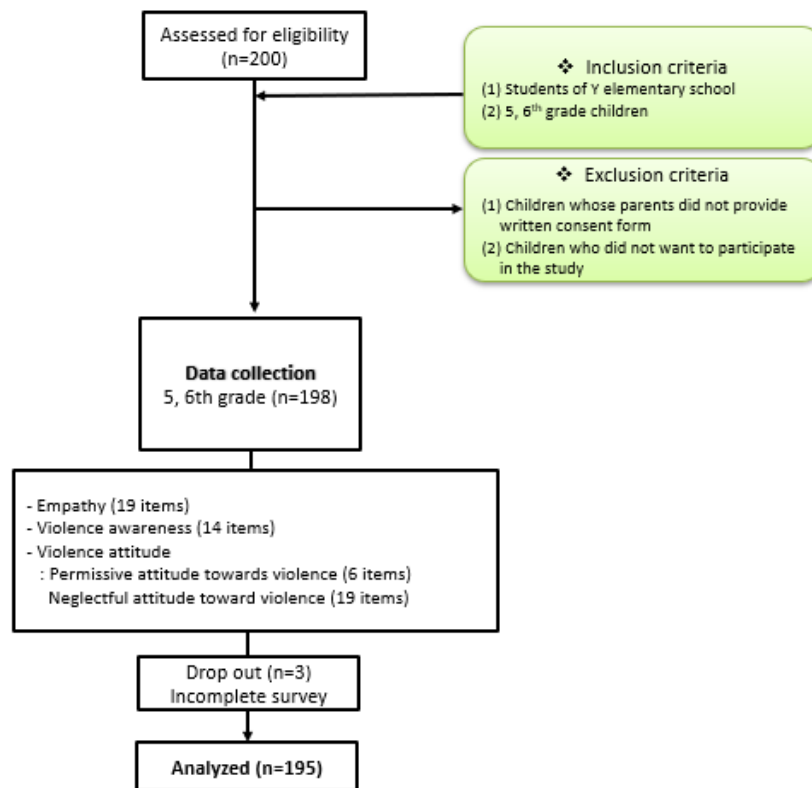 Assessed for eligibility
(n=200)
❖ Inclusion criteria
(1) Students of Y elementary school
(2) 5, 6th grade children
❖ Exclusion criteria
(1) Children whose parents did not provide
written consent form
(2) Children who did not want to participate
in the study
Data collection
5, 6th grade (n=198)
- Empathy (19 items)
- Violence awareness (14 items)
- Violence attitude
: Permissive attitude towards violence (6 items)
Neglectful attitude toward violence (19 items)
Drop out (n=3)
Incomplete survey
Analyzed (n=195)